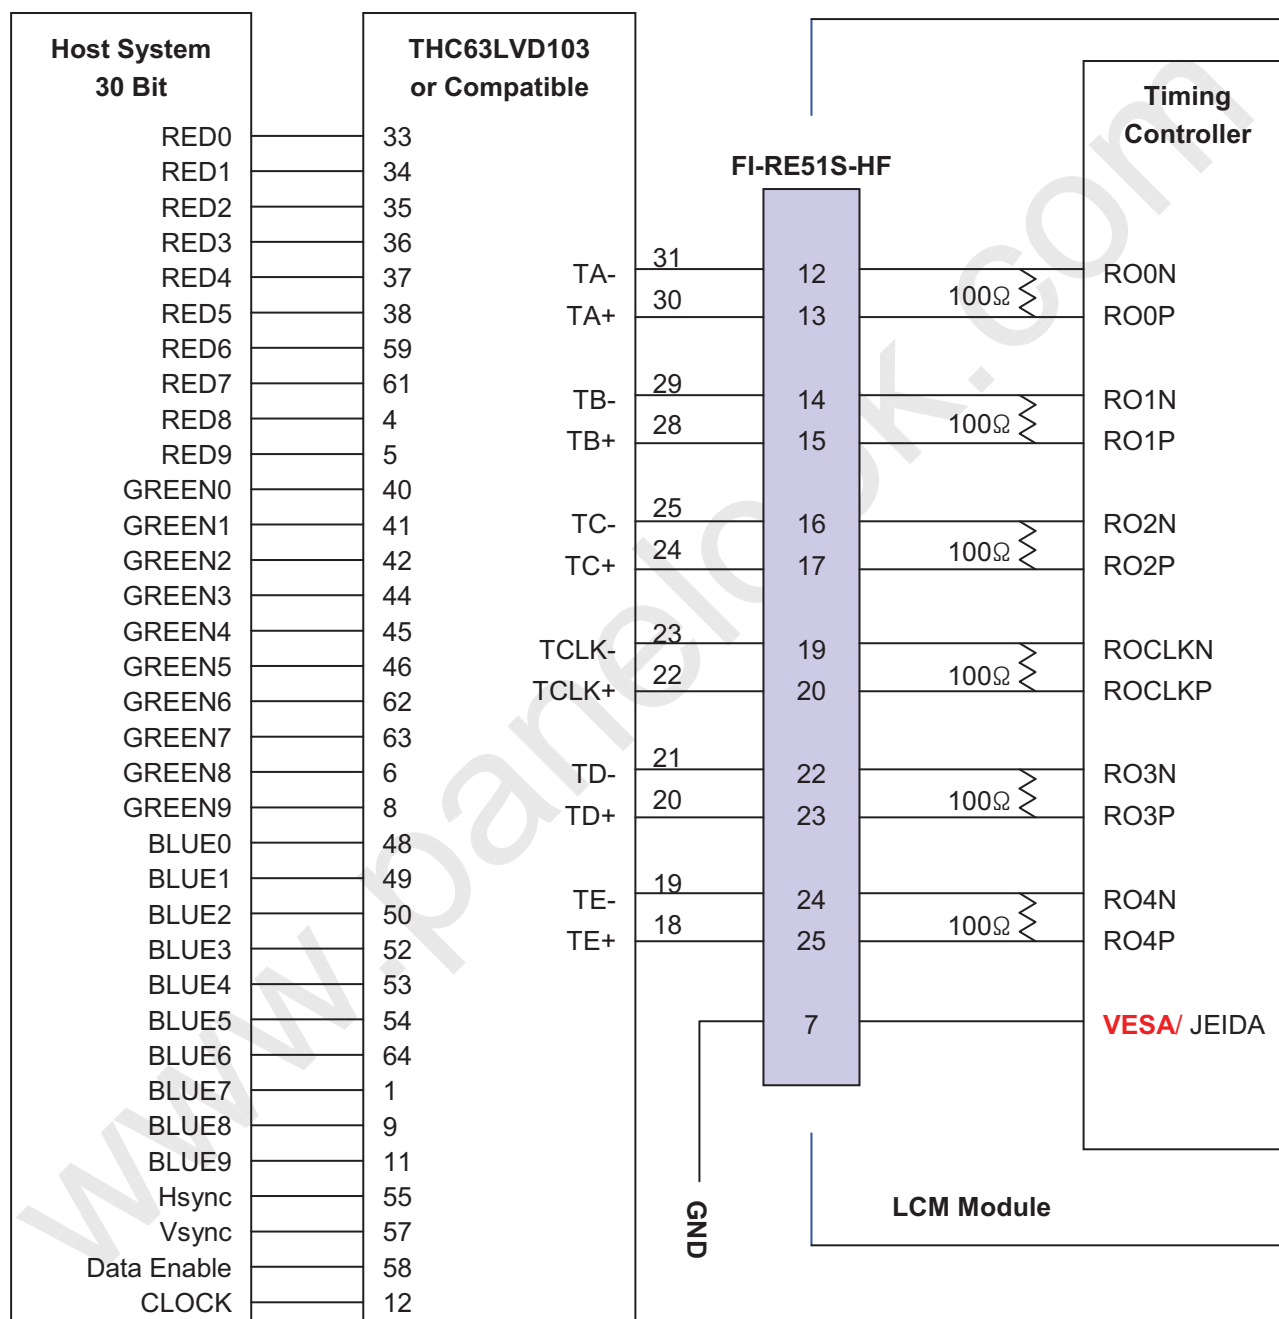 Host System
30 Bit
RED0
RED1
RED2
RED3
RED4
RED5
RED6
RED7
RED8
RED9
GREEN0
GREEN1
GREEN2
GREEN3
GREEN4
GREEN5
GREEN6
GREEN7
GREEN8
GREEN9
BLUE0
BLUE1
BLUE2
BLUE3
BLUE4
BLUE5
BLUE6
BLUE7
BLUE8
BLUE9
Hsync
Vsync
Data Enable
CLOCK
THC63LVD103
or Compatible
33
34
35
36
37
38
59
61
4
5
40
41
42
44
45
46
62
63
6
8
48
49
50
52
53
54
64
1
9
11
55
57
58
12
TA- 31
TA+ 30
TB- 29
TB+ 28
TC- 25
TC+ 24
TCLK- 23
TCLK+ 22
TD- 21
TD+ 20
TE- 19
TE+ 18
GND
FI-RE51S-HF
12
13
14
15
16
17
19
20
22
23
24
25
7
100Ω
100Ω
100Ω
100Ω
100Ω
100Ω
Timing
Controller
RO0N
RO0P
RO1N
RO1P
RO2N
RO2P
ROCLKN
ROCLKP
RO3N
RO3P
RO4N
RO4P
VESA/ JEIDA
LCM Module
www.panelook.com